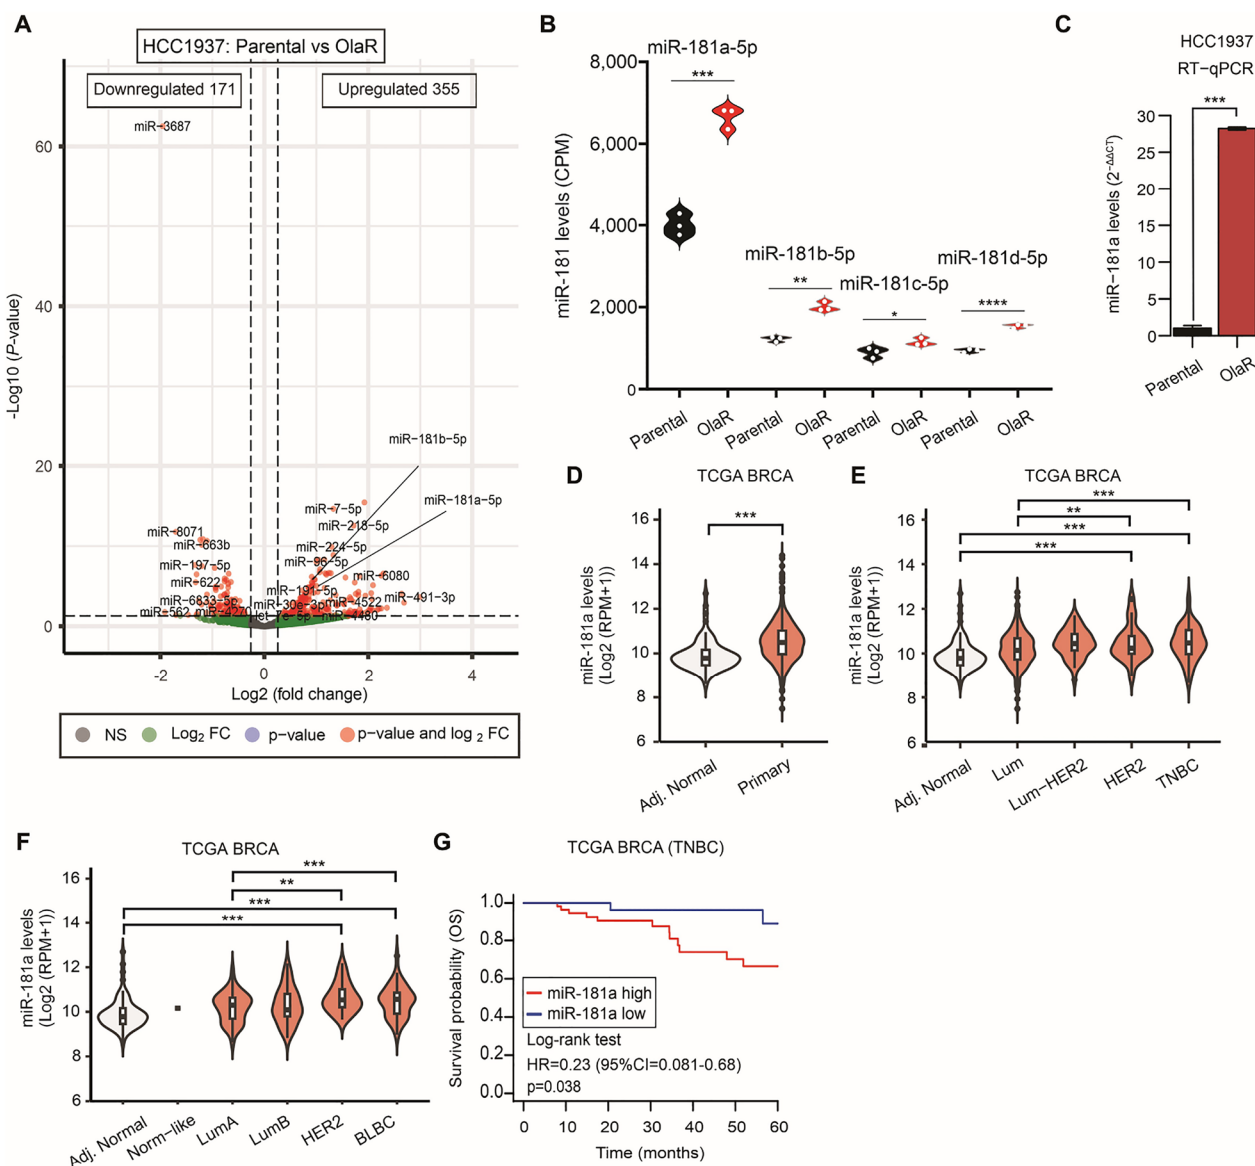 A
HCC1937: Parental vs OlaR
Downregulated 171
Upregulated 355
miR-3687
miR-181b-5p
miR-181a-5p
miR-7-5p
miR-218-5p
miR-8071
miR-663b
miR-224-5p
miR-96-5p
miR-197-5p
miR-6080
miR-622
miR-191-5p
miR-491-3p
miR-6833-5p
miR-30e-3p
miR-4522
miR-562
miR-4270
let-7e-5p
miR-4480
-Log10 (P-value)
60
40
20
0
-2
0
2
4
Log2 (fold change)
NS
Log2 FC
p-value
p-value and log 2 FC
B
miR-181a-5p
***
miR-181b-5p
**
miR-181c-5p
*
miR-181d-5p
****
miR-181 levels (CPM)
8,000
6,000
4,000
2,000
0
Parental
OlaR
Parental
OlaR
Parental
OlaR
Parental
OlaR
C
HCC1937
RT-qPCR
***
miR-181a levels (2-ΔΔCT)
30
25
20
15
10
5
0
Parental
OlaR
D
TCGA BRCA
***
miR-181a levels
(Log2 (RPM+1))
16
14
12
10
8
6
Adj. Normal
Primary
E
TCGA BRCA
***
**
***
***
miR-181a levels
(Log2 (RPM+1))
16
14
12
10
8
6
Adj. Normal
Lum
Lum-HER2
HER2
TNBC
F
TCGA BRCA
***
**
***
***
miR-181a levels
(Log2 (RPM+1))
16
14
12
10
8
6
Adj. Normal
Norm-like
LumA
LumB
HER2
BLBC
G
TCGA BRCA (TNBC)
Survival probability (OS)
1.0
0.8
0.6
0.4
0.2
0.0
miR-181a high
miR-181a low
Log-rank test
HR=0.23 (95%CI=0.081-0.68)
p=0.038
0
10
20
30
40
50
60
Time (months)